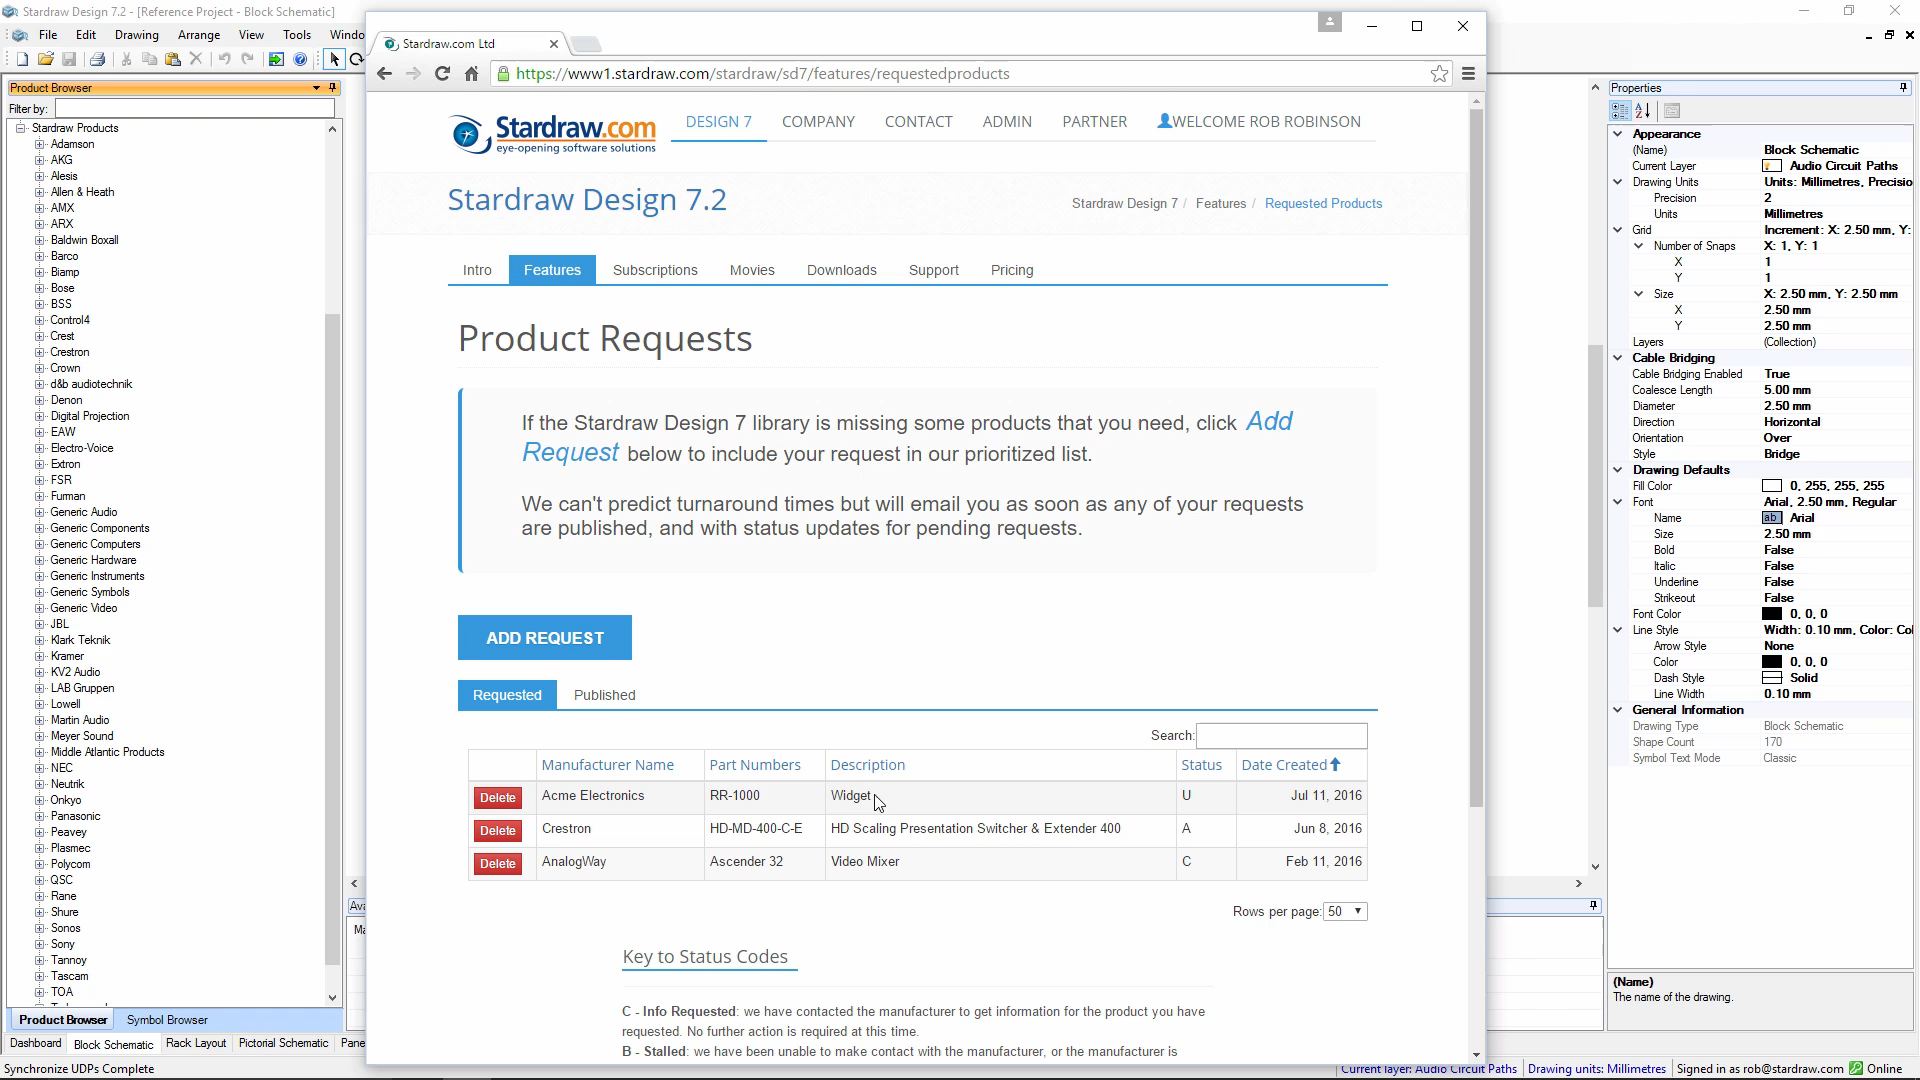 Stardraw Design 7.2 - [Reference Project - Block Schematic]
File Edit Drawing Arrange View Tools Windo
Product Browser
Filter by:
Stardraw Products
Adamson
AKG
Alesis
Allen & Heath
AMX
ARX
Baldwin Boxall
Barco
Biamp
Bose
BSS
Control4
Crest
Crestron
Crown
d&b audiotechnik
Denon
Digital Projection
EAW
Electro-Voice
Extron
FSR
Furman
Generic Audio
Generic Components
Generic Computers
Generic Hardware
Generic Instruments
Generic Symbols
Generic Video
JBL
Klark Teknik
Kramer
KV2 Audio
LAB Gruppen
Lowell
Martin Audio
Meyer Sound
Middle Atlantic Products
NEC
Neutrik
Onkyo
Panasonic
Peavey
Plasmec
Polycom
QSC
Rane
Shure
Sonos
Sony
Tannoy
Tascam
TOA
Product Browser Symbol Browser
Dashboard Block Schematic Rack Layout Pictorial Schematic Pane
Synchronize UDPs Complete
Ava
Ma
Stardraw.com Ltd
https://www1.stardraw.com/stardraw/sd7/features/requestedproducts
Stardraw.com
eye-opening software solutions
DESIGN 7 COMPANY CONTACT ADMIN PARTNER WELCOME ROB ROBINSON
Stardraw Design 7.2
Stardraw Design 7 / Features / Requested Products
Intro Features Subscriptions Movies Downloads Support Pricing
Product Requests
If the Stardraw Design 7 library is missing some products that you need, click Add
Request below to include your request in our prioritized list.
We can't predict turnaround times but will email you as soon as any of your requests
are published, and with status updates for pending requests.
ADD REQUEST
Requested Published
Search:
Manufacturer Name Part Numbers Description Status Date Created
Delete Acme Electronics RR-1000 Widget U Jul 11, 2016
Delete Crestron HD-MD-400-C-E HD Scaling Presentation Switcher & Extender 400 A Jun 8, 2016
Delete AnalogWay Ascender 32 Video Mixer C Feb 11, 2016
Rows per page: 50
Key to Status Codes
C - Info Requested: we have contacted the manufacturer to get information for the product you have
requested. No further action is required at this time.
B - Stalled: we have been unable to make contact with the manufacturer, or the manufacturer is
Properties
Appearance
(Name) Block Schematic
Current Layer Audio Circuit Paths
Drawing Units Units: Millimetres, Precisio
Precision 2
Units Millimetres
Grid Increment: X: 2.50 mm, Y:
Number of Snaps X: 1, Y: 1
X 1
Y 1
Size X: 2.50 mm, Y: 2.50 mm
X 2.50 mm
Y 2.50 mm
Layers (Collection)
Cable Bridging
Cable Bridging Enabled True
Coalesce Length 5.00 mm
Diameter 2.50 mm
Direction Horizontal
Orientation Over
Style Bridge
Drawing Defaults
Fill Color 0, 255, 255, 255
Font Arial, 2.50 mm, Regular
Name ab Arial
Size 2.50 mm
Bold False
Italic False
Underline False
Strikeout False
Font Color 0, 0, 0
Line Style Width: 0.10 mm, Color: Col
Arrow Style None
Color 0, 0, 0
Dash Style Solid
Line Width 0.10 mm
General Information
Drawing Type Block Schematic
Shape Count 170
Symbol Text Mode Classic
(Name)
The name of the drawing.
Current layer: Audio Circuit Paths Drawing units: Millimetres Signed in as rob@stardraw.com Online